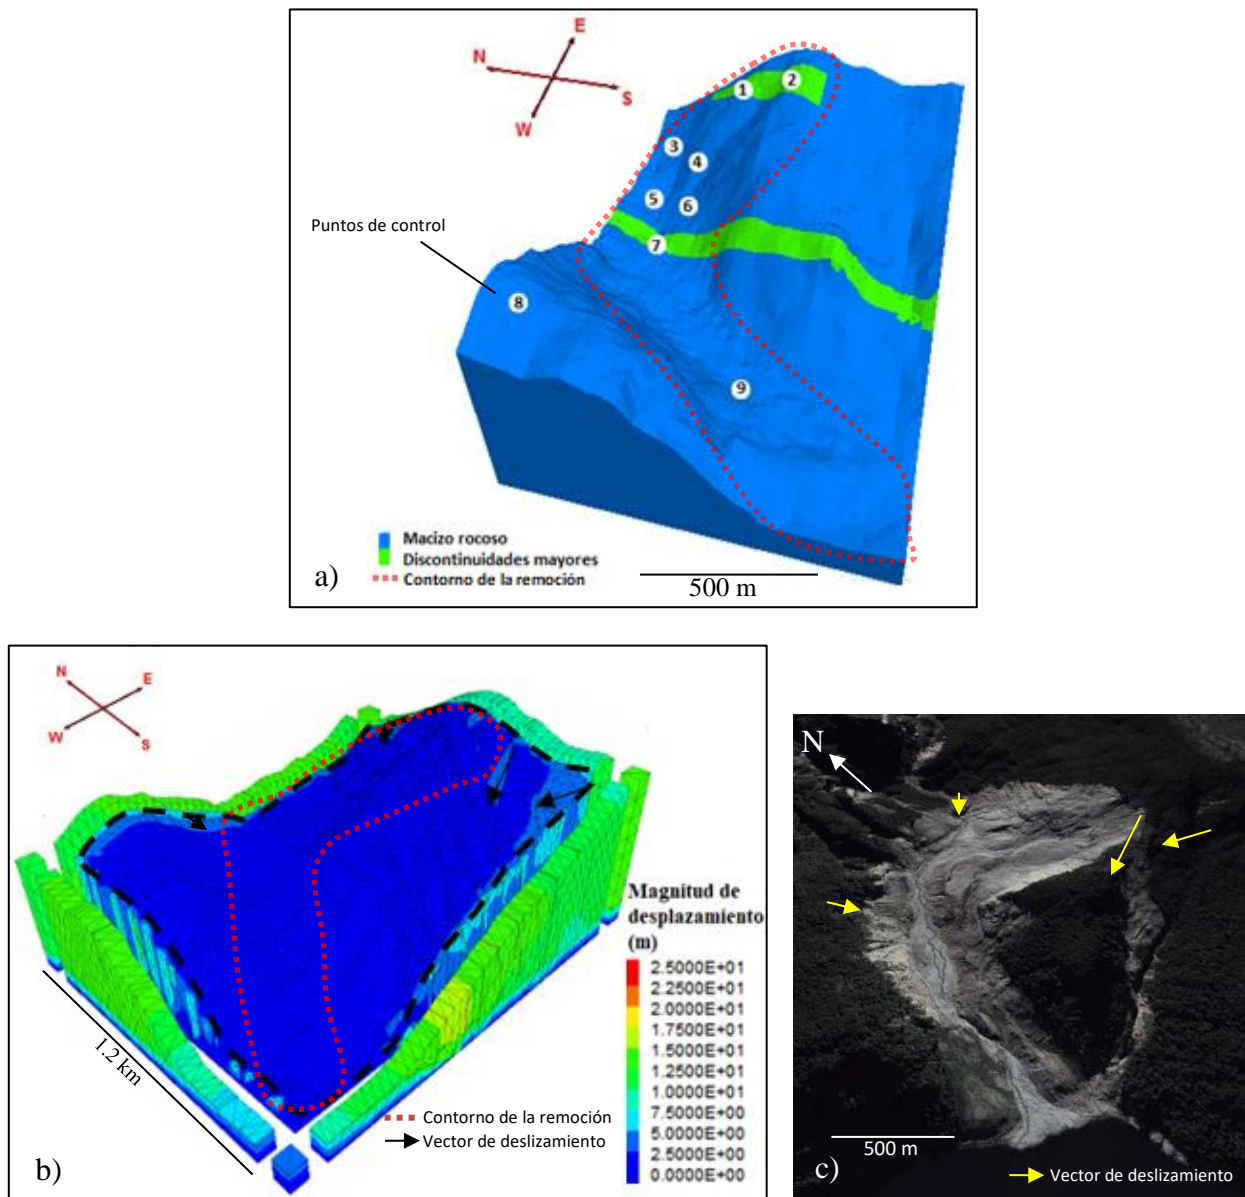 E
N
S
W
1
2
3
4
5
6
7
8
9
Puntos de control
Macizo rocoso
Discontinuidades mayores
Contorno de la remoción
500 m
a)
N
E
W
S
Magnitud de
desplazamiento
(m)
2.5000E+01
2.2500E+01
2.0000E+01
1.7500E+01
1.5000E+01
1.2500E+01
1.0000E+01
7.5000E+00
5.0000E+00
2.5000E+00
0.0000E+00
1.2 km
Contorno de la remoción
Vector de deslizamiento
b)
N
500 m
c)
Vector de deslizamiento